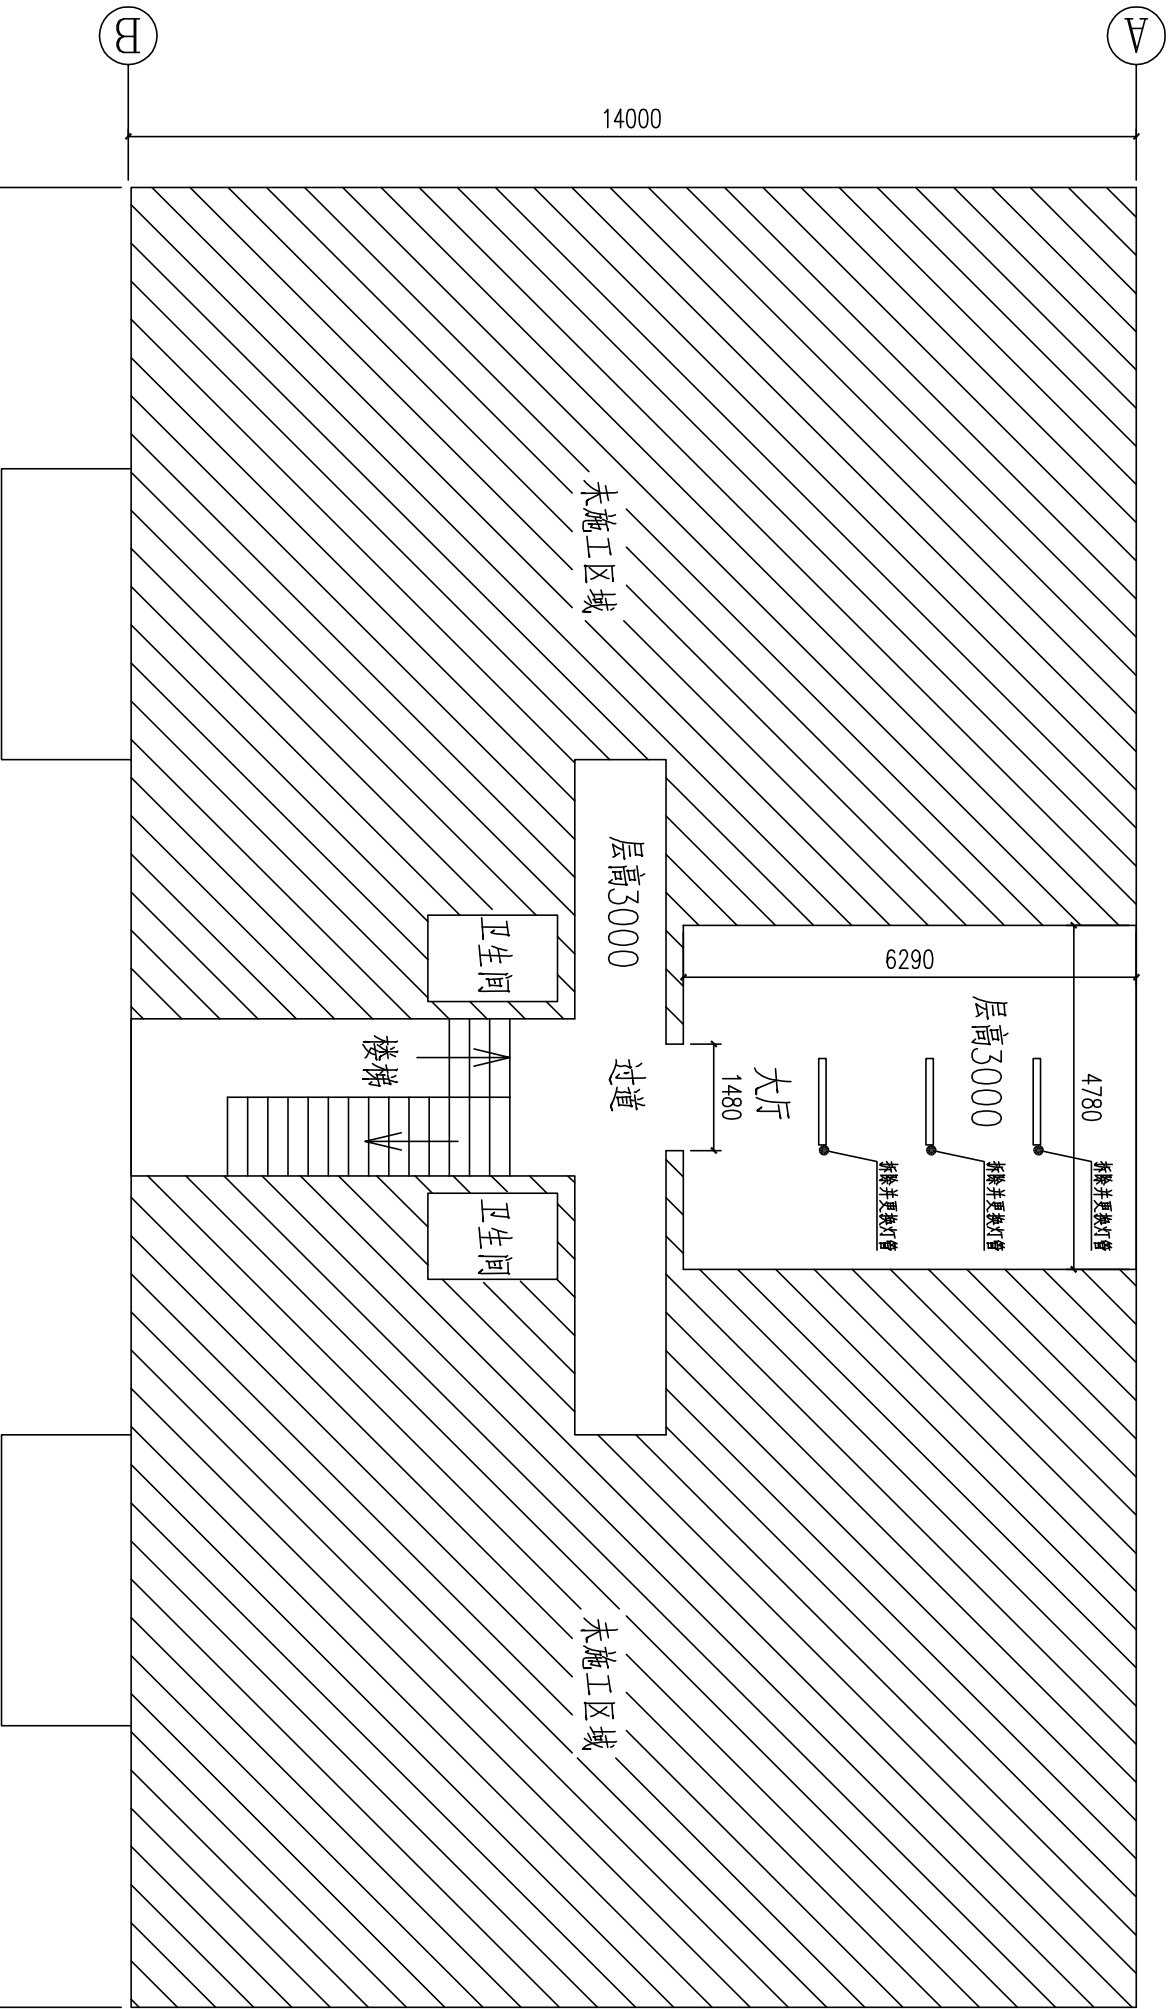 B
A
14000
未施工区域
层高3000
卫生间
6290
层高3000
4780
大厅
1480
过道
楼梯
拆除并更换灯管
拆除并更换灯管
拆除并更换灯管
卫生间
未施工区域